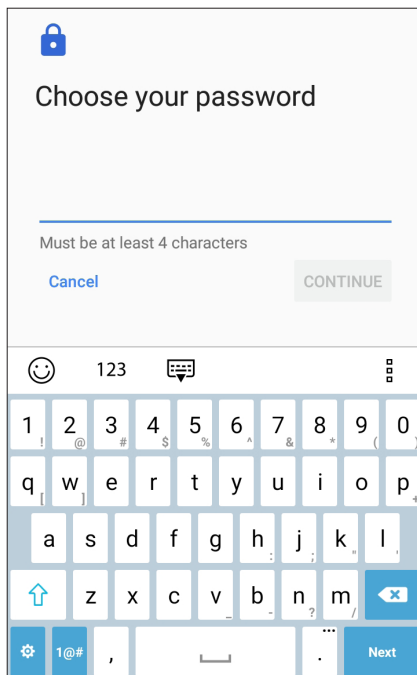 Choose your password
Must be at least 4 characters
Cancel CONTINUE
123
1 ! 2 @ 3 # 4 $ 5 % 6 ^ 7 & 8 * 9 ( 0 )
q [ w ] e r t y u i o p +
a s d f g h : j ; k " l '
z x c v _ b - n ? m /
1@# , . ... Next